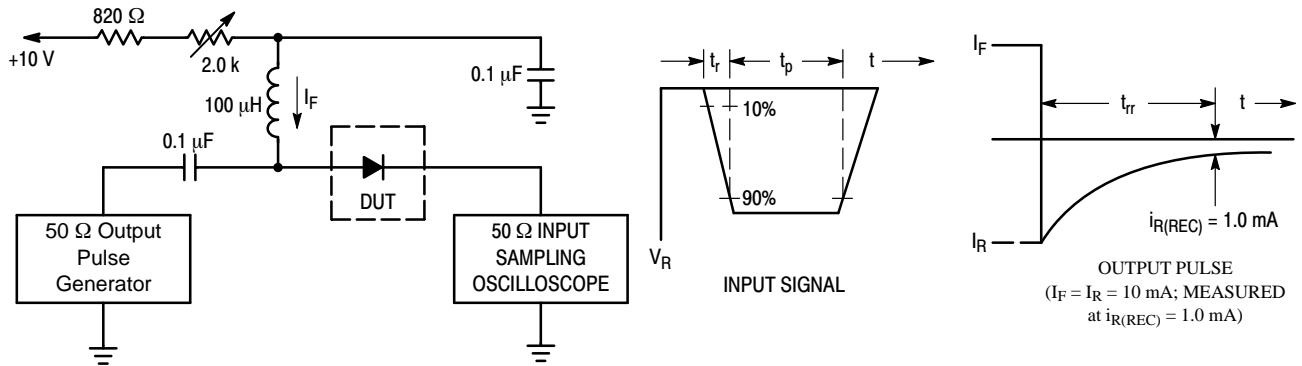 820 Ω
+10 V
2.0 k
100 μH
I_F
0.1 μF
0.1 μF
DUT
50 Ω Output
Pulse
Generator
50 Ω INPUT
SAMPLING
OSCILLOSCOPE
t_r
t_p
t
10%
90%
V_R
INPUT SIGNAL
I_F
t_rr
t
i_R(REC) = 1.0 mA
I_R
OUTPUT PULSE
(I_F = I_R = 10 mA; MEASURED
at i_R(REC) = 1.0 mA)